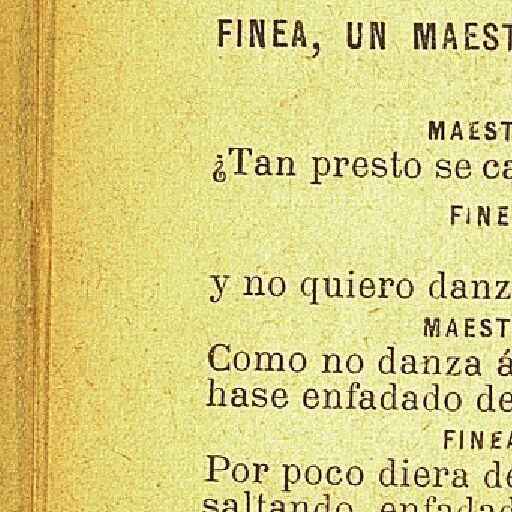 FINEA, UN MAEST
MAEST
¿Tan presto se ca
FINE
y no quiero danz
MAEST
Como no danza á
hase enfadado de
FINEA
Por poco diera de
saltando, enfadad